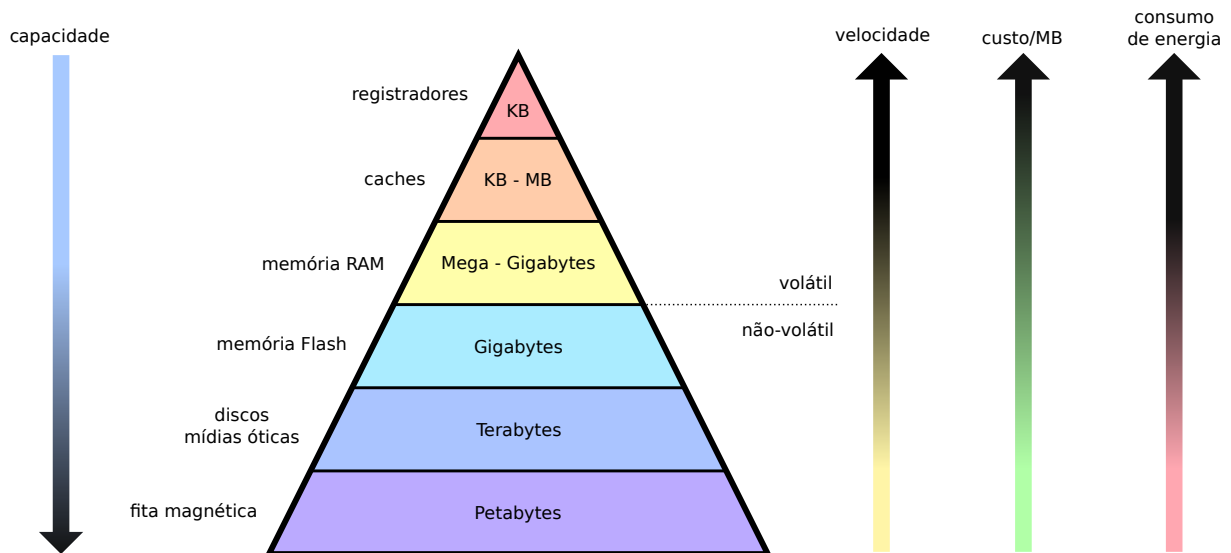 capacidade
velocidade
custo/MB
consumo
de energia
registradores
KB
caches
KB - MB
memória RAM
Mega - Gigabytes
volátil
não-volátil
memória Flash
Gigabytes
discos
mídias óticas
Terabytes
fita magnética
Petabytes